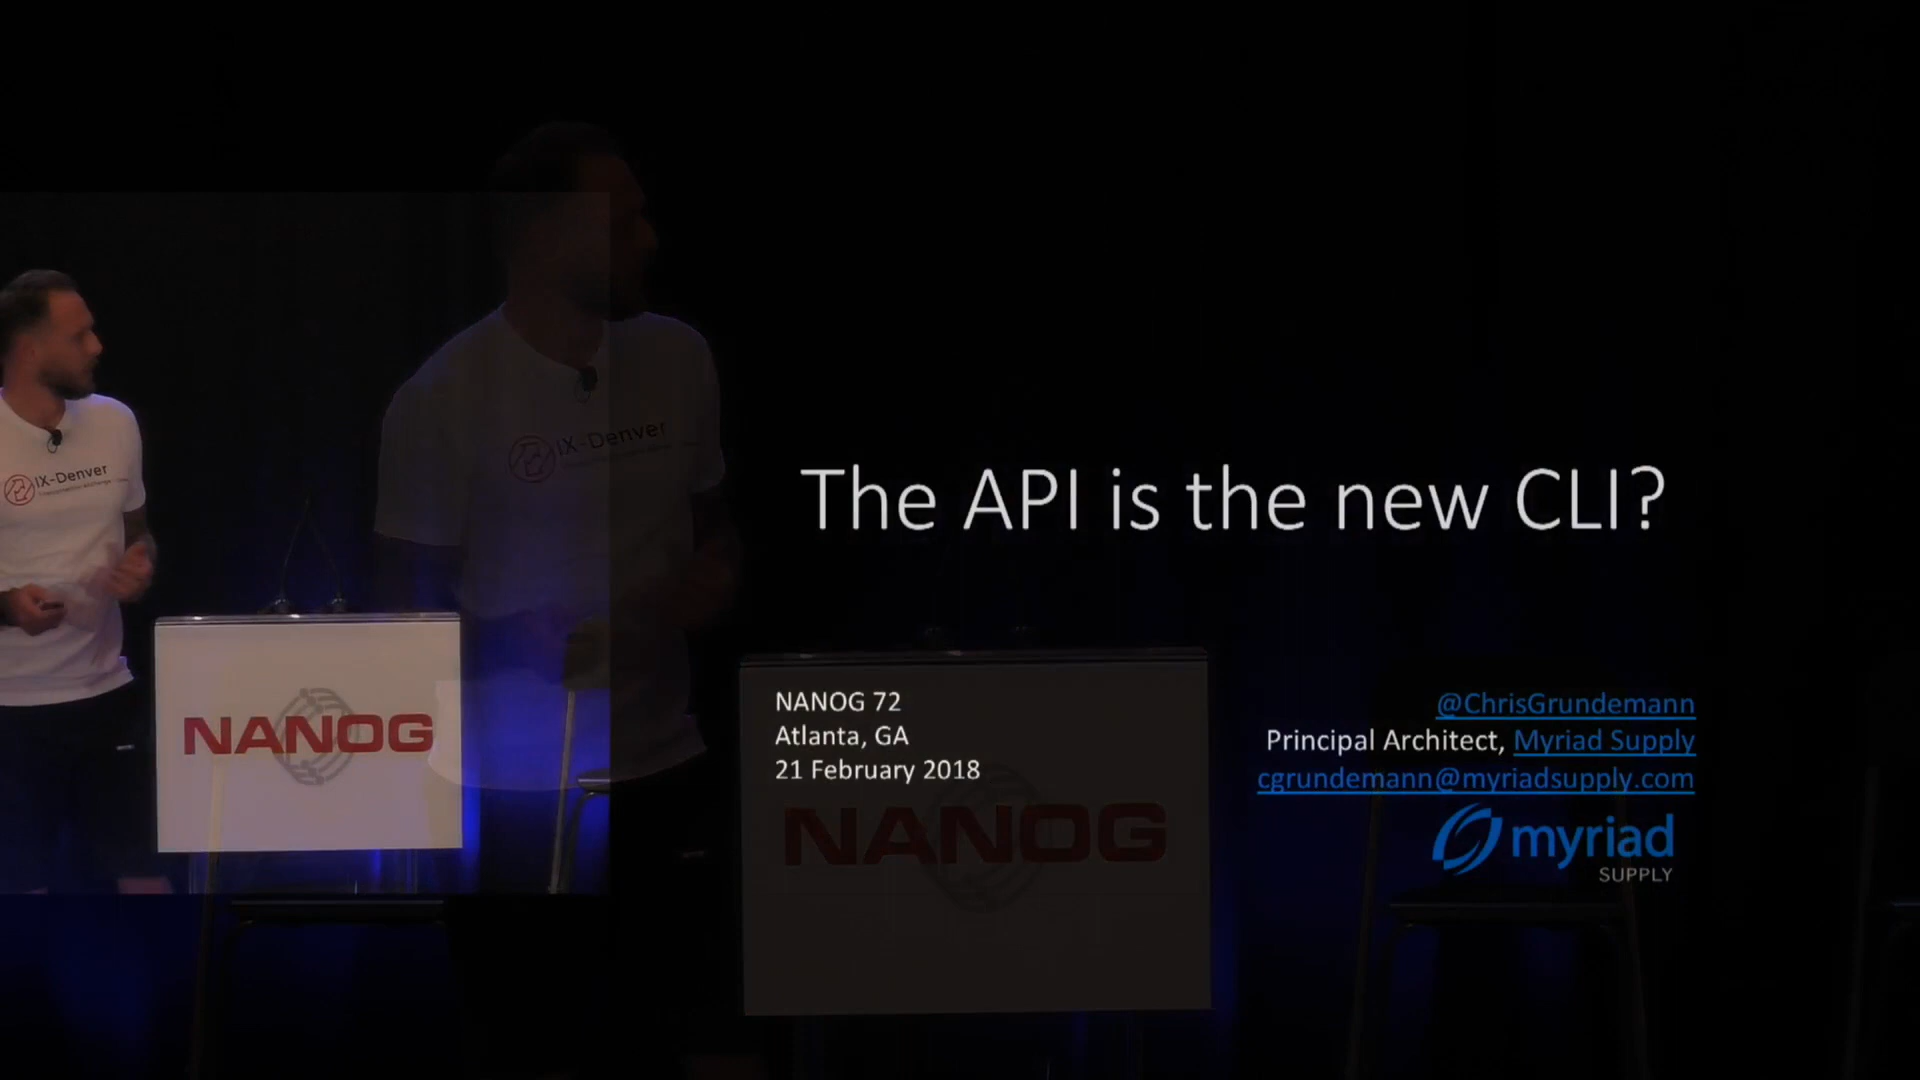 The API is the new CLI?
NANOG 72
Atlanta, GA
21 February 2018
@ChrisGrundemann
Principal Architect, Myriad Supply
cgrundemann@myriadsupply.com
myriad
SUPPLY
IX-Denver
NANOG
IX-Denver
NANOG